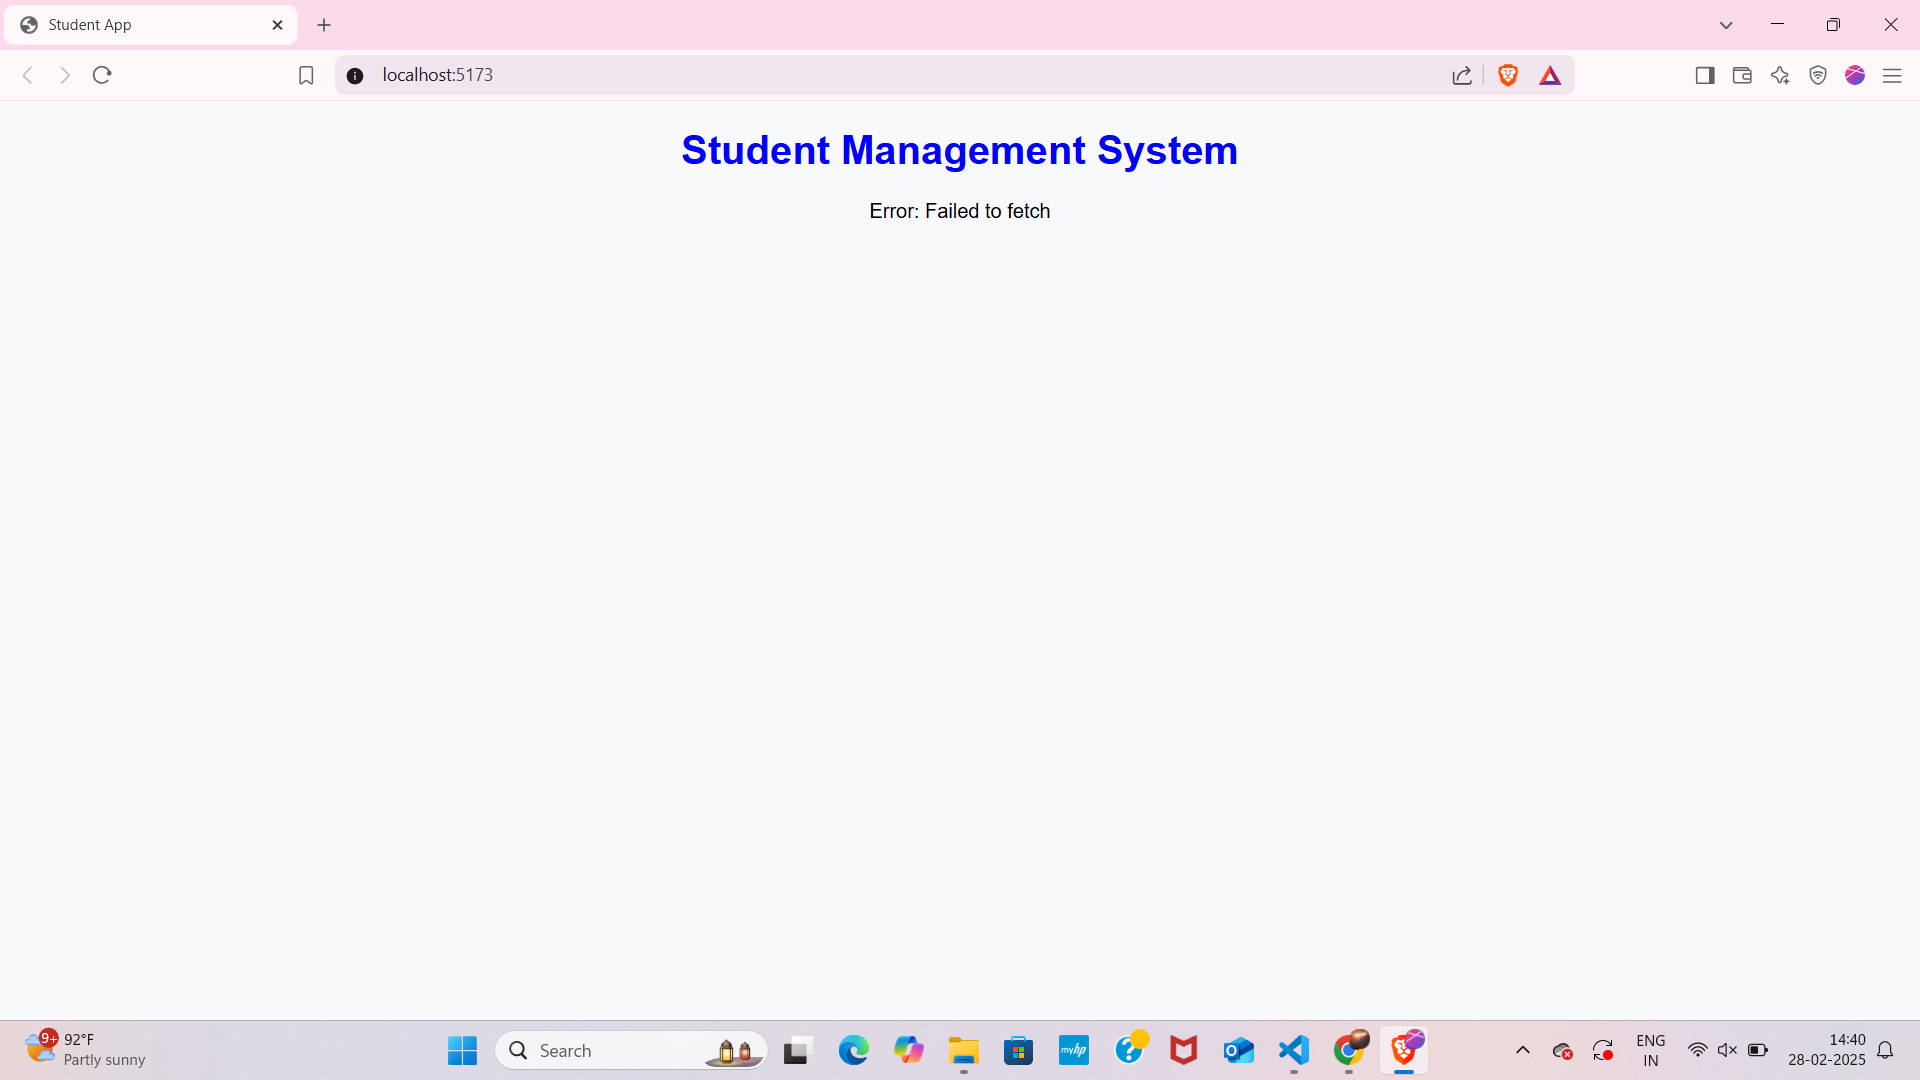 Student App
localhost:5173
Student Management System
Error: Failed to fetch
9+
92°F
Partly sunny
Search
myhp
ENG
IN
14:40
28-02-2025